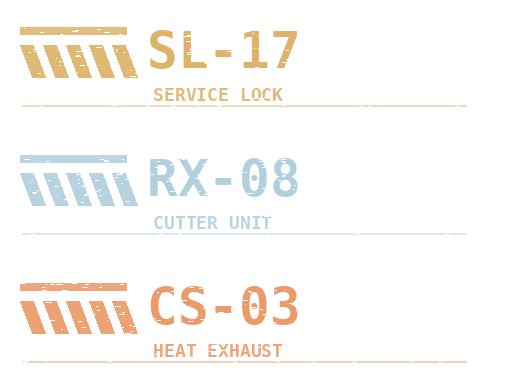 SL-17
SERVICE LOCK
RX-08
CUTTER UNIT
CS-03
HEAT EXHAUST